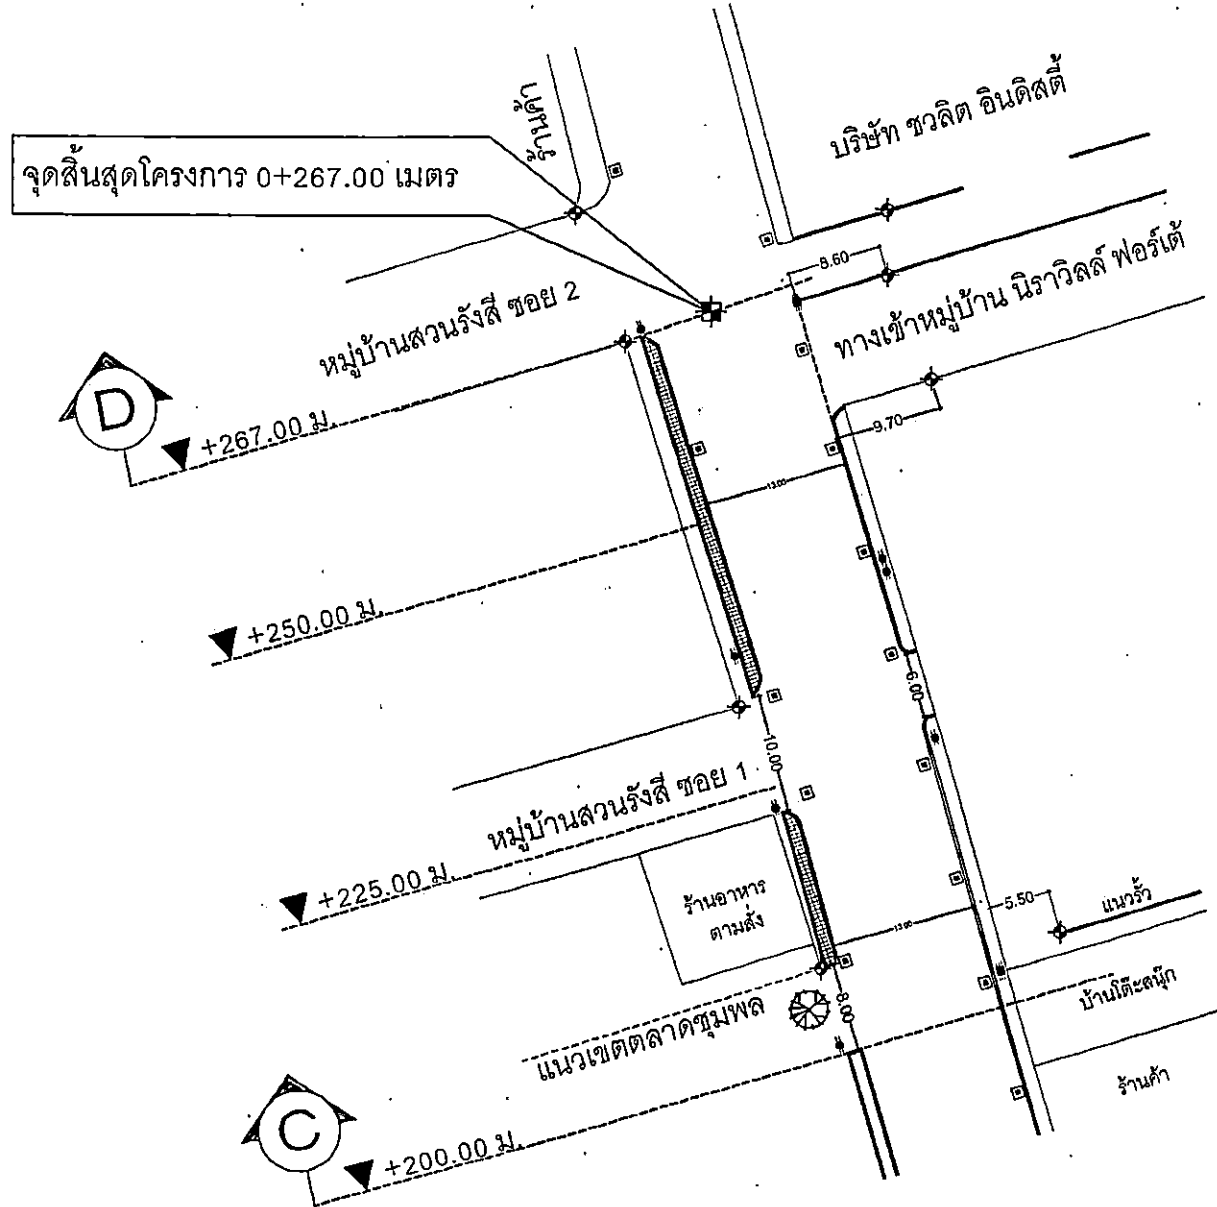 ร้านค้า
บริษัท ชวลิต อินดิสตี้
จุดสิ้นสุดโครงการ 0+267.00 เมตร
8.60
หมู่บ้านสวนรังสี ซอย 2
ทางเข้าหมู่บ้าน นิราวิลล์ ฟอร์เต้
D
+267.00 ม.
9.70
13.00
+250.00 ม.
6.00
10.00
หมู่บ้านสวนรังสี ซอย 1
+225.00 ม.
ร้านอาหาร
ตามสั่ง
5.50
แนวรั้ว
13.00
บ้านโต๊ะสนุ๊ก
8.00
แนวเขตตลาดชุมพล
ร้านค้า
C
+200.00 ม.